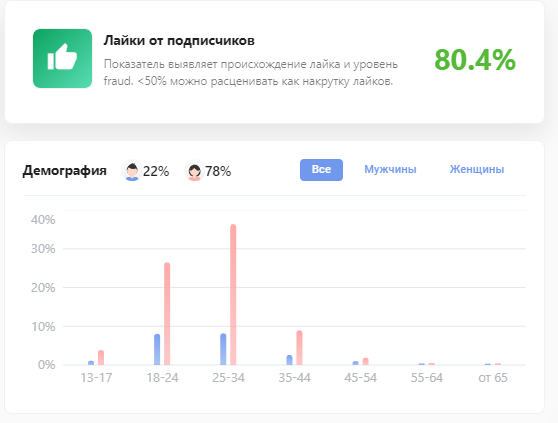 Лайки от подписчиков
Показатель выявляет происхождение лайка и уровень
fraud. <50% можно расценивать как накрутку лайков.
80.4%
Демография 22% 78% Все Мужчины Женщины
40%
30%
20%
10%
0%
13-17 18-24 25-34 35-44 45-54 55-64 от 65